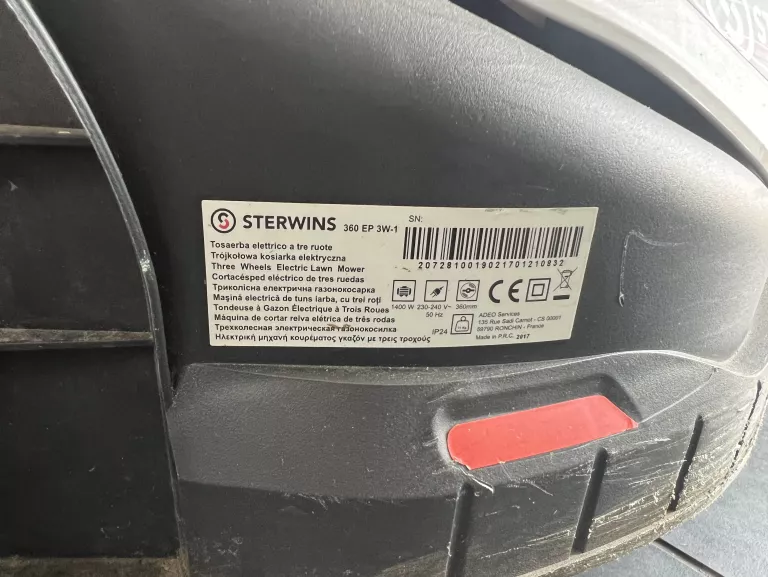 STERWINS 360 EP 3W-1
SN:
2072810019021701210832
Tosaerba elettrico a tre ruote
Trójkołowa kosiarka elektryczna
Three Wheels Electric Lawn Mower
Cortacésped eléctrico de tres ruedas
Триколісна електрична газонокосарка
Maşină electrică de tuns iarba, cu trei roţi
Tondeuse à Gazon Électrique à Trois Roues
Máquina de cortar relva elétrica de três rodas
Трехколесная электрическая газонокосилка
Ηλεκτρική μηχανή κουρέματος γκαζόν με τρεις τροχούς
1400 W 230-240 V~ 360mm
50 Hz
CE
IP24
ADEO Services
135 Rue Sadi Carnot - CS 00001
59790 RONCHIN - France
Made in P.R.C. 2017